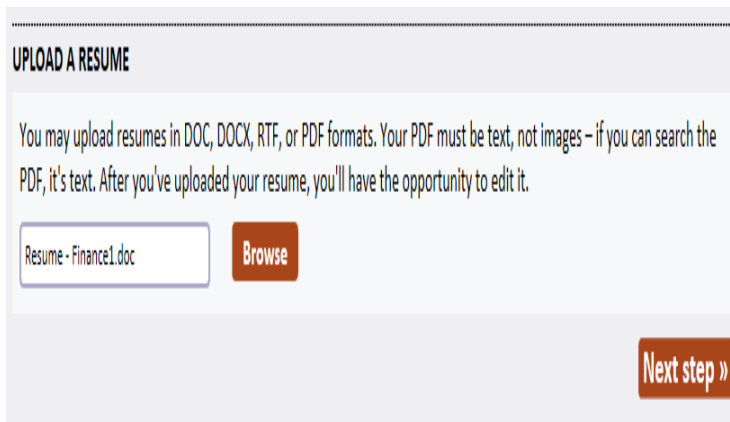 UPLOAD A RESUME
You may upload resumes in DOC, DOCX, RTF, or PDF formats. Your PDF must be text, not images – if you can search the
PDF, it's text. After you've uploaded your resume, you'll have the opportunity to edit it.
Resume - Finance1.doc
Browse
Next step »